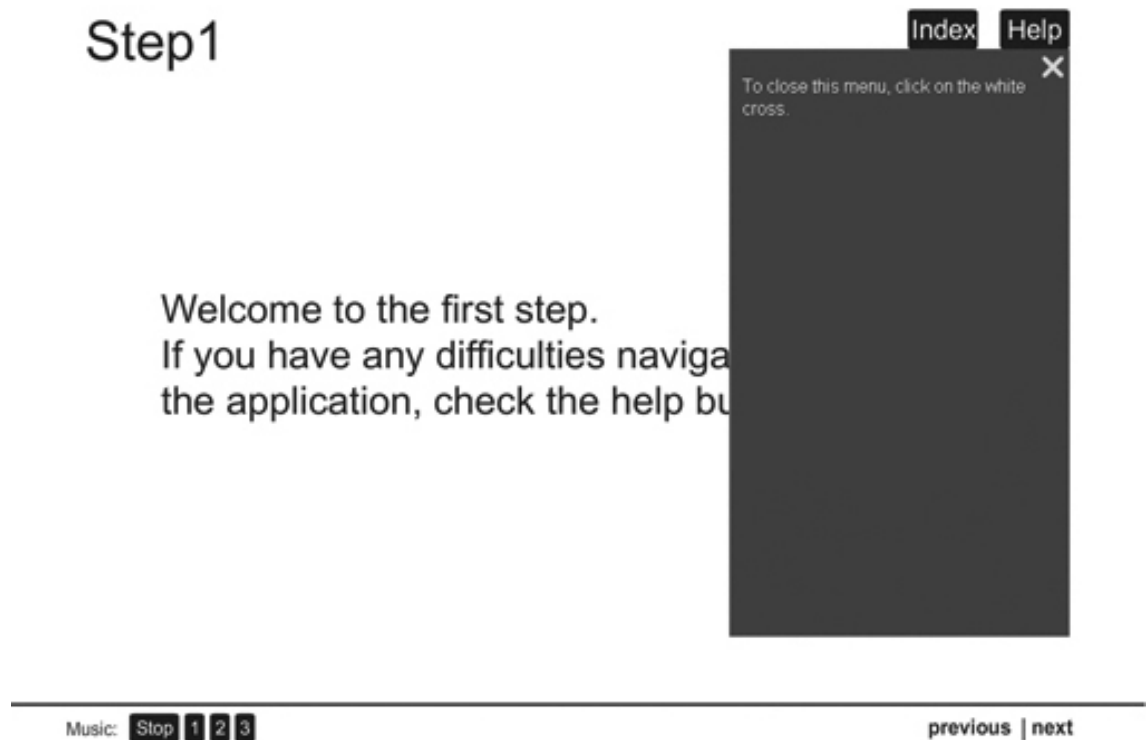 Step1
Index Help
To close this menu, click on the white
cross.
Welcome to the first step.
If you have any difficulties naviga
the application, check the help bu
Music: Stop 1 2 3
previous | next